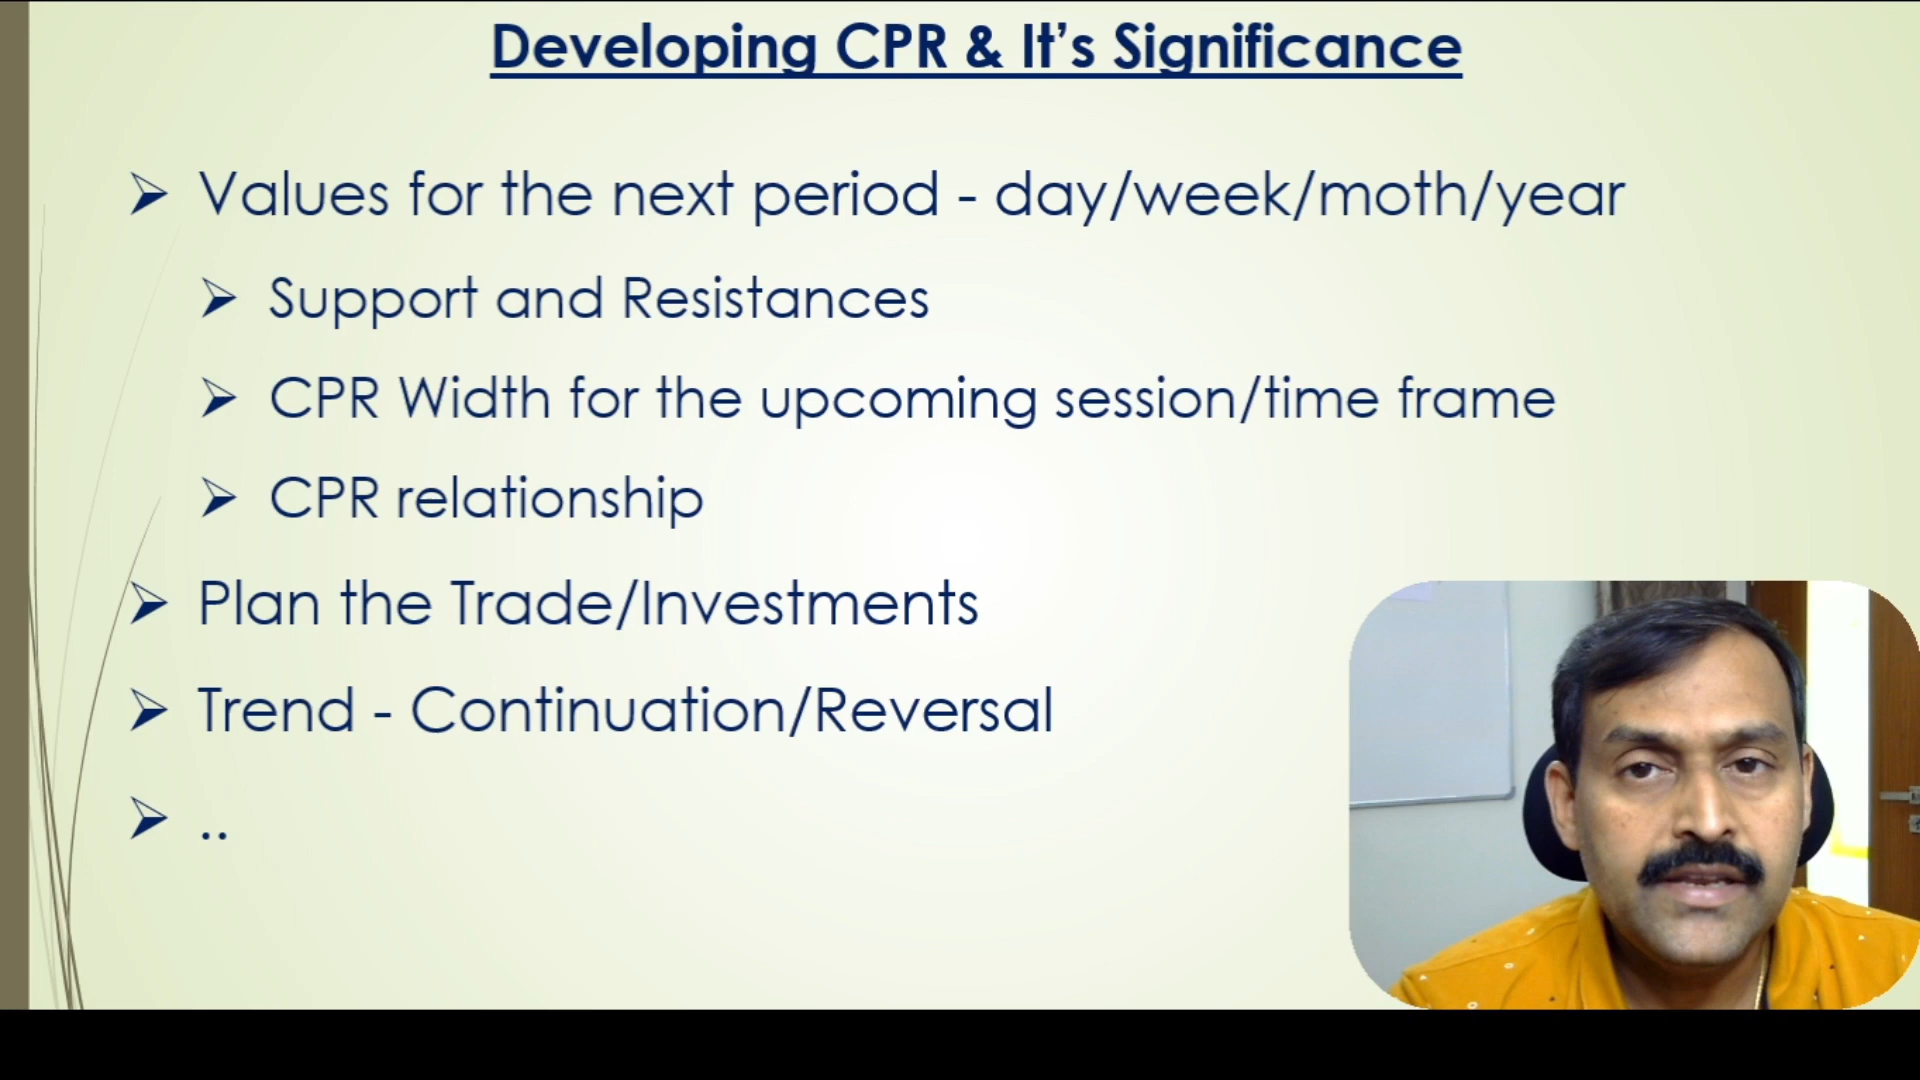 Developing CPR & It’s Significance
Values for the next period - day/week/moth/year
Support and Resistances
CPR Width for the upcoming session/time frame
CPR relationship
Plan the Trade/Investments
Trend - Continuation/Reversal
..